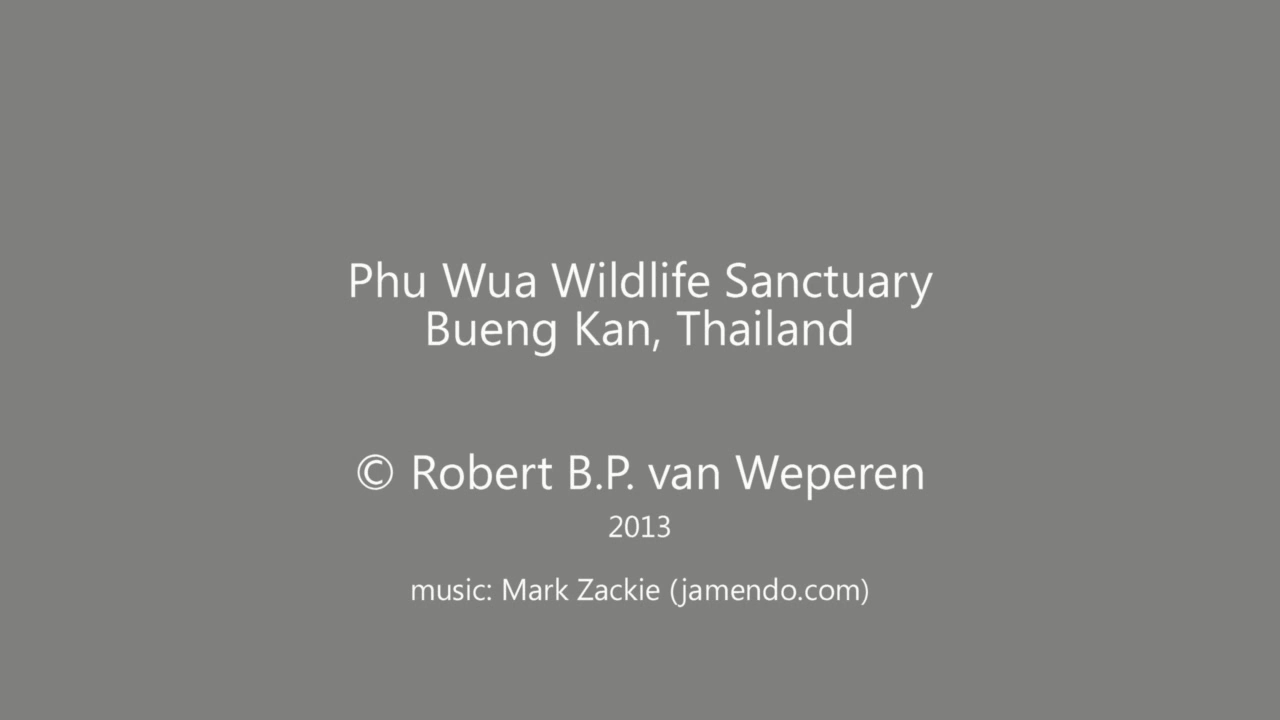 Phu Wua Wildlife Sanctuary
Bueng Kan, Thailand
© Robert B.P. van Weperen
2013
music: Mark Zackie (jamendo.com)